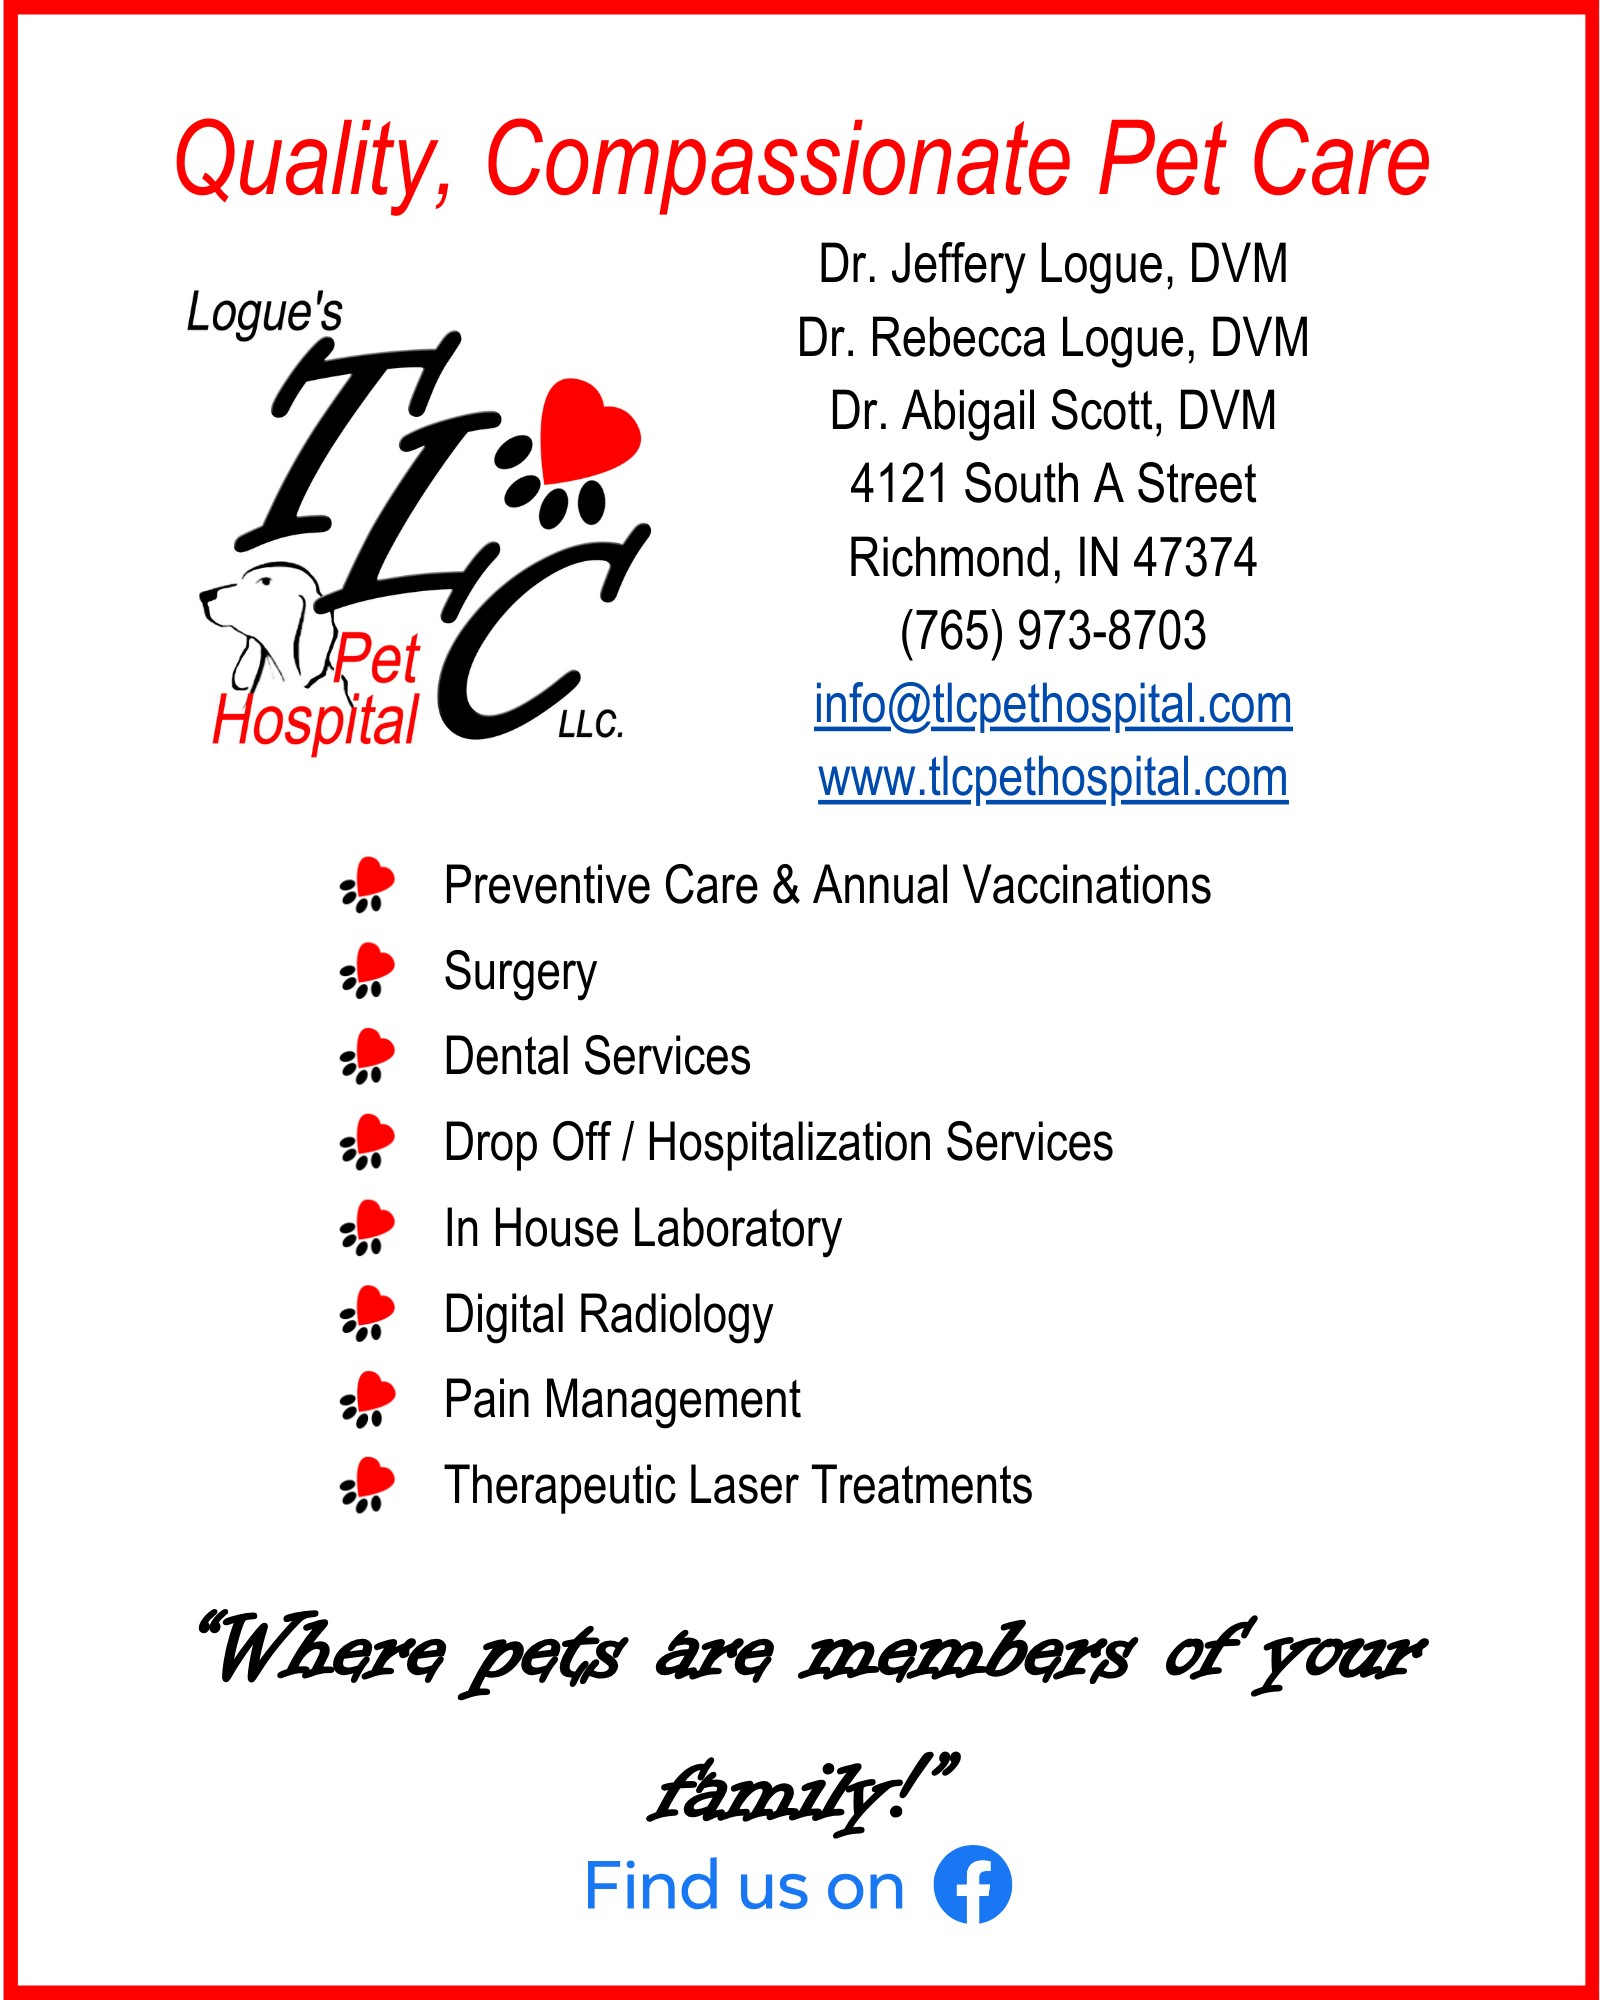 Quality, Compassionate Pet Care
Logue's
TLC
Pet
Hospital
LLC.
Dr. Jeffery Logue, DVM
Dr. Rebecca Logue, DVM
Dr. Abigail Scott, DVM
4121 South A Street
Richmond, IN 47374
(765) 973-8703
info@tlcpethospital.com
www.tlcpethospital.com
Preventive Care & Annual Vaccinations
Surgery
Dental Services
Drop Off / Hospitalization Services
In House Laboratory
Digital Radiology
Pain Management
Therapeutic Laser Treatments
“Where pets are members of your
family!”
Find us on